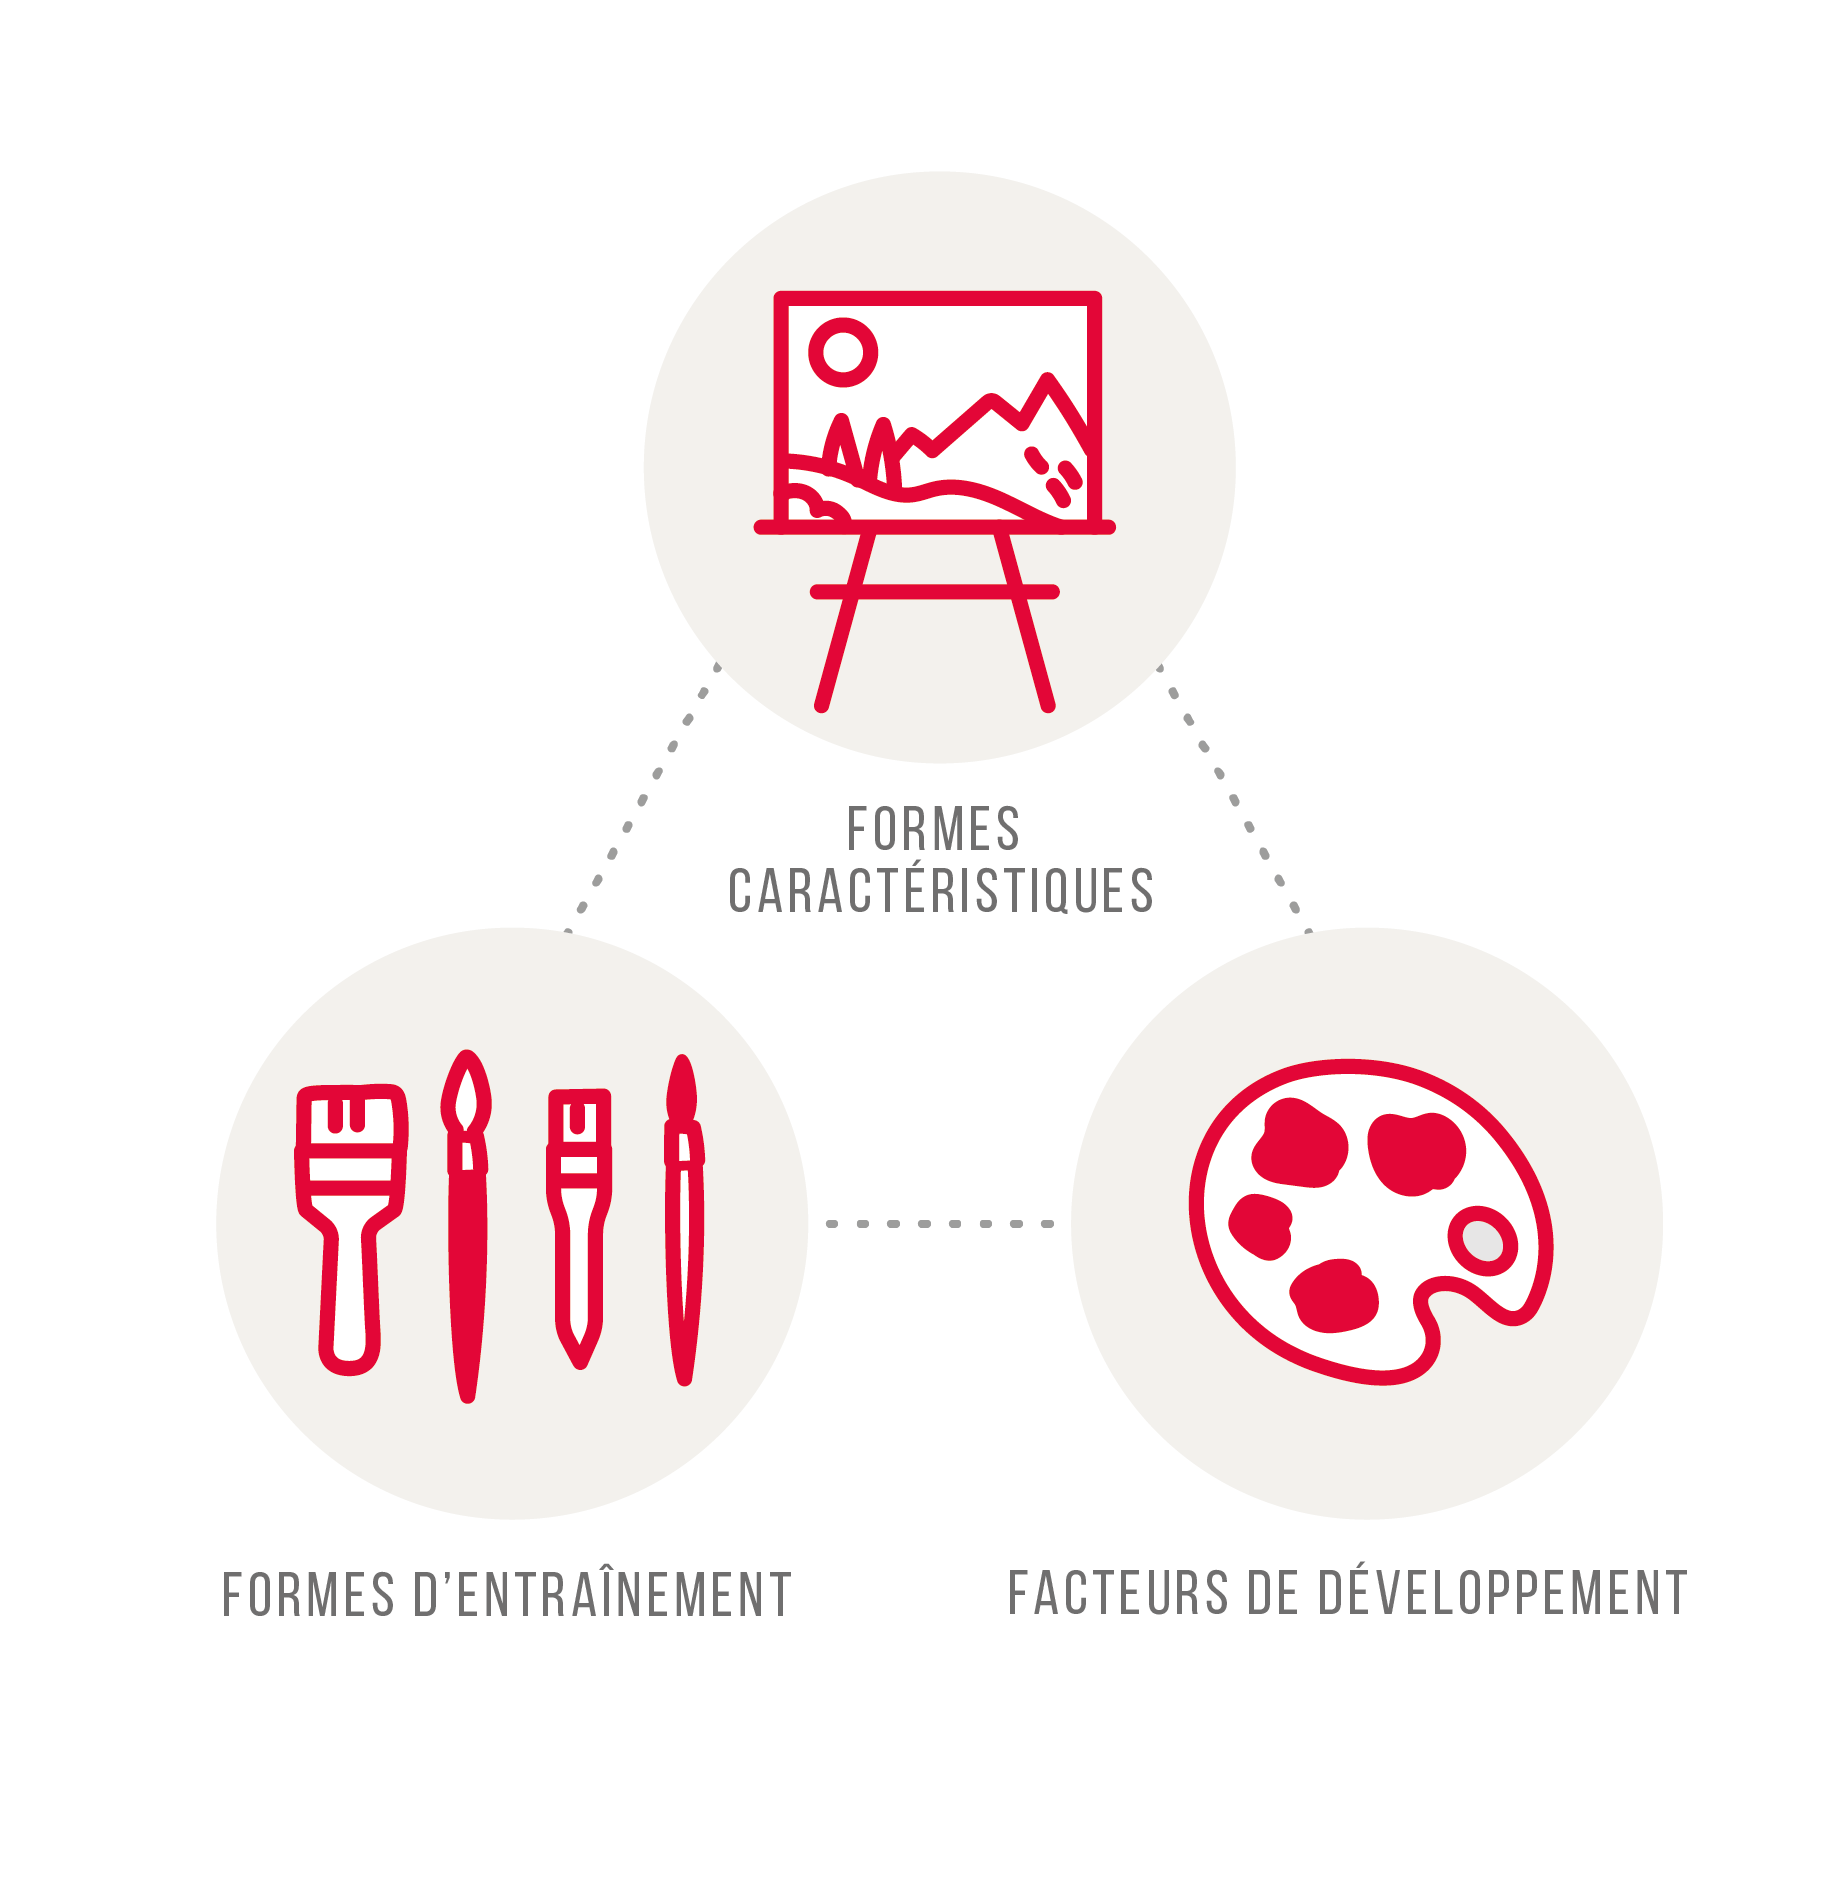 FORMES
CARACTÉRISTIQUES
FORMES D’ENTRAÎNEMENT
FACTEURS DE DÉVELOPPEMENT